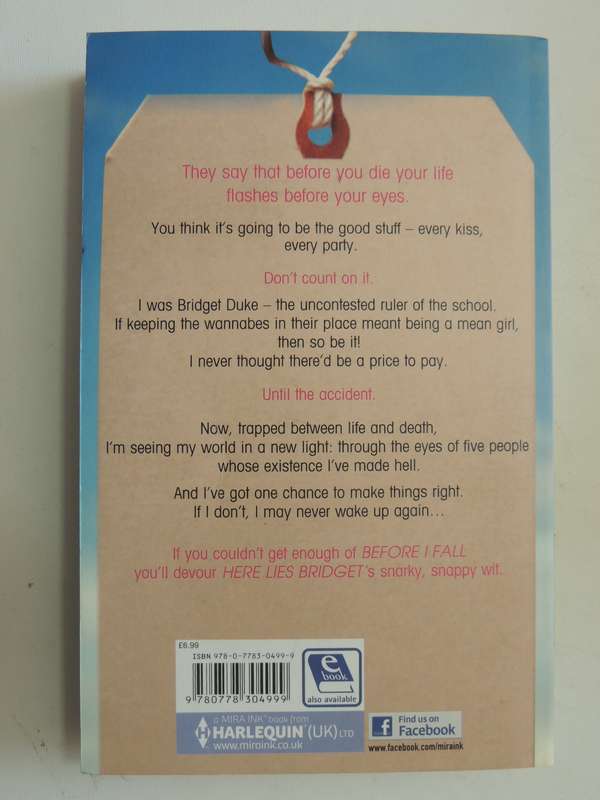 They say that before you die your life
flashes before your eyes.
You think it's going to be the good stuff – every kiss,
every party.
Don't count on it.
I was Bridget Duke – the uncontested ruler of the school.
If keeping the wannabes in their place meant being a mean girl,
then so be it!
I never thought there'd be a price to pay.
Until the accident.
Now, trapped between life and death,
I'm seeing my world in a new light: through the eyes of five people
whose existence I've made hell.
And I've got one chance to make things right.
If I don't, I may never wake up again…
If you couldn't get enough of BEFORE I FALL
you'll devour HERE LIES BRIDGET's snarky, snappy wit.
£6.99
ISBN 978-0-7783-0499-9
9 780778 304999
e
book
also available
a MIRA INK™ book from
HARLEQUIN (UK) LTD
www.miraink.co.uk
f
Find us on
Facebook
www.facebook.com/miraink